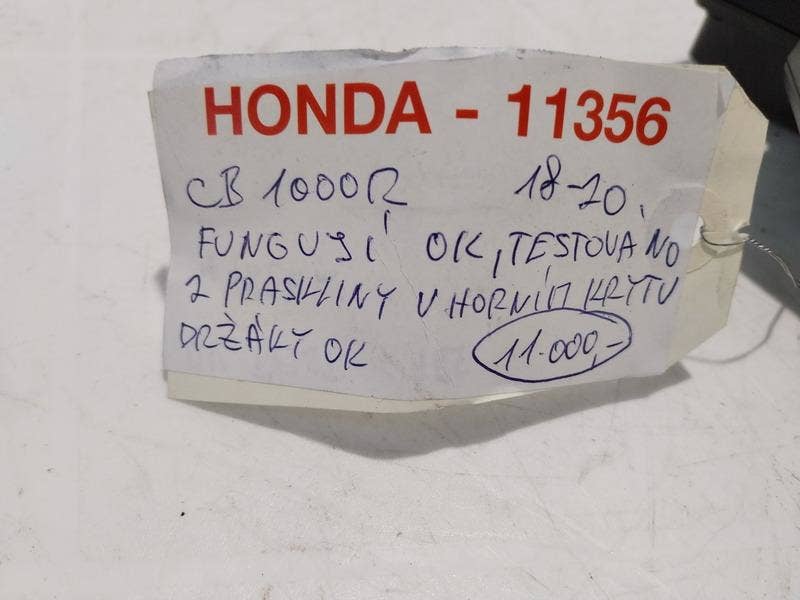 HONDA - 11356
CB 1000R 18-20.
FUNGUJÍ OK, TESTOVÁNO
2 PRASKLINY V HORNÍM KRYTU
DRŽÁKY OK 11.000,-